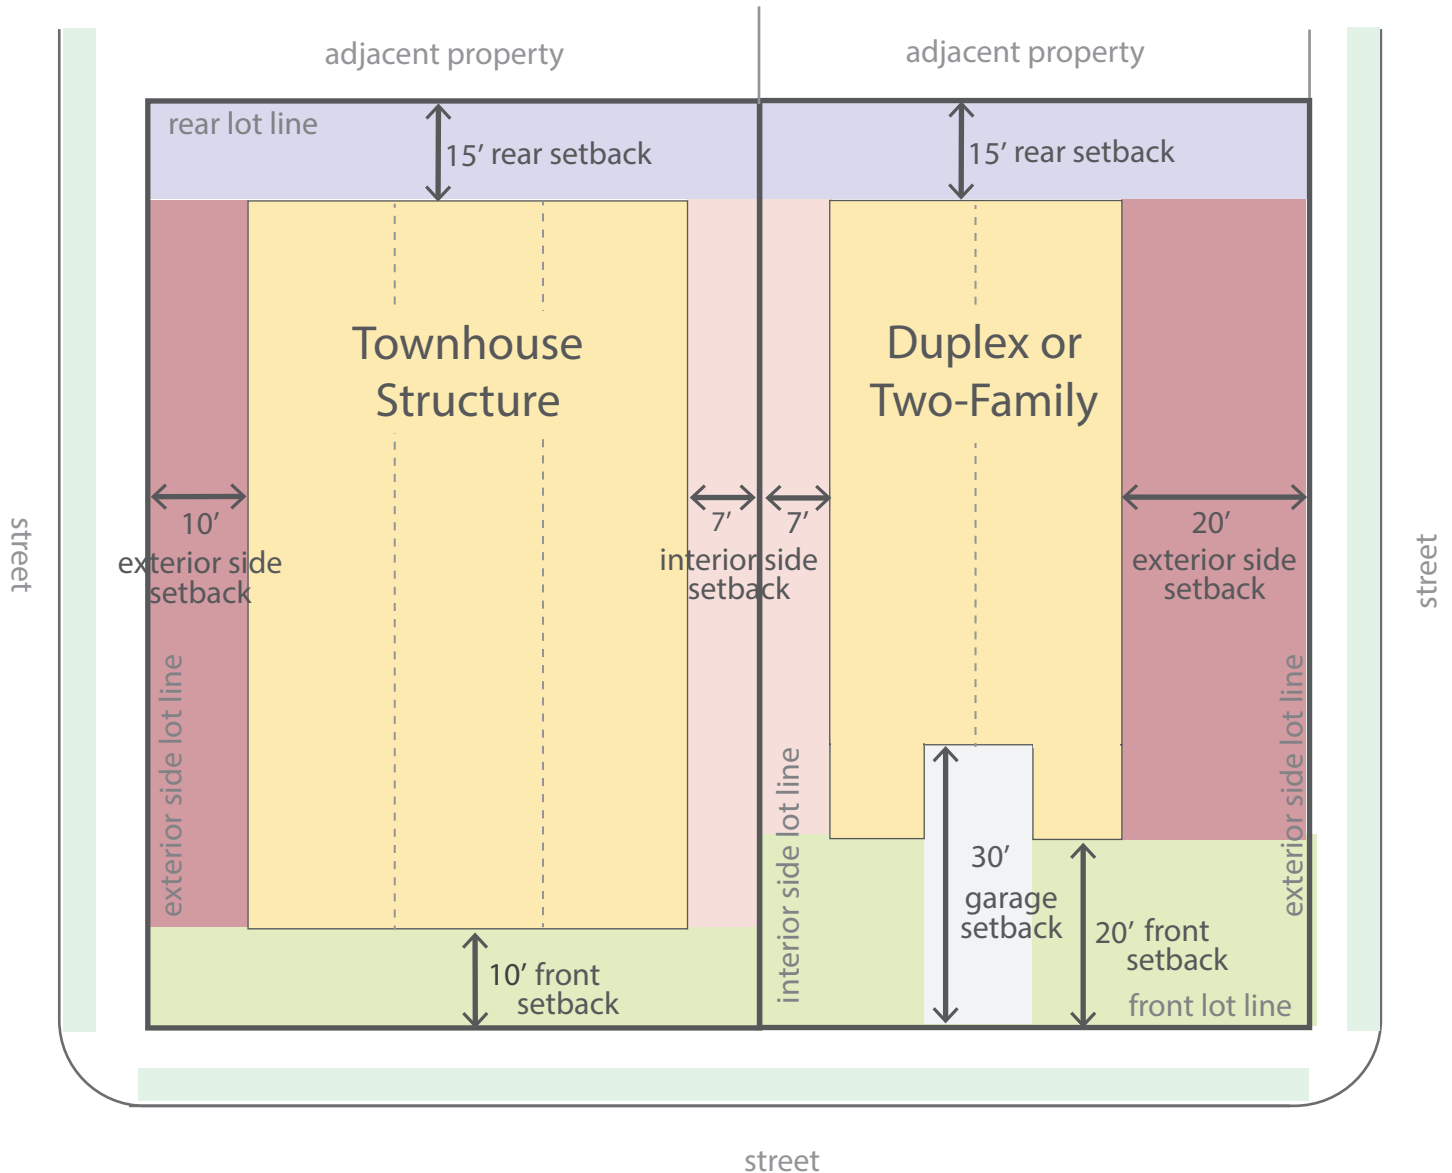 adjacent property
adjacent property
rear lot line
15’ rear setback
15’ rear setback
Townhouse
Structure
Duplex or
Two-Family
10’
exterior side
setback
7’
7’
interior side
setback
20’
exterior side
setback
street
street
exterior side lot line
interior side lot line
exterior side lot line
30’
garage
setback
20’ front
setback
10’ front
setback
front lot line
street